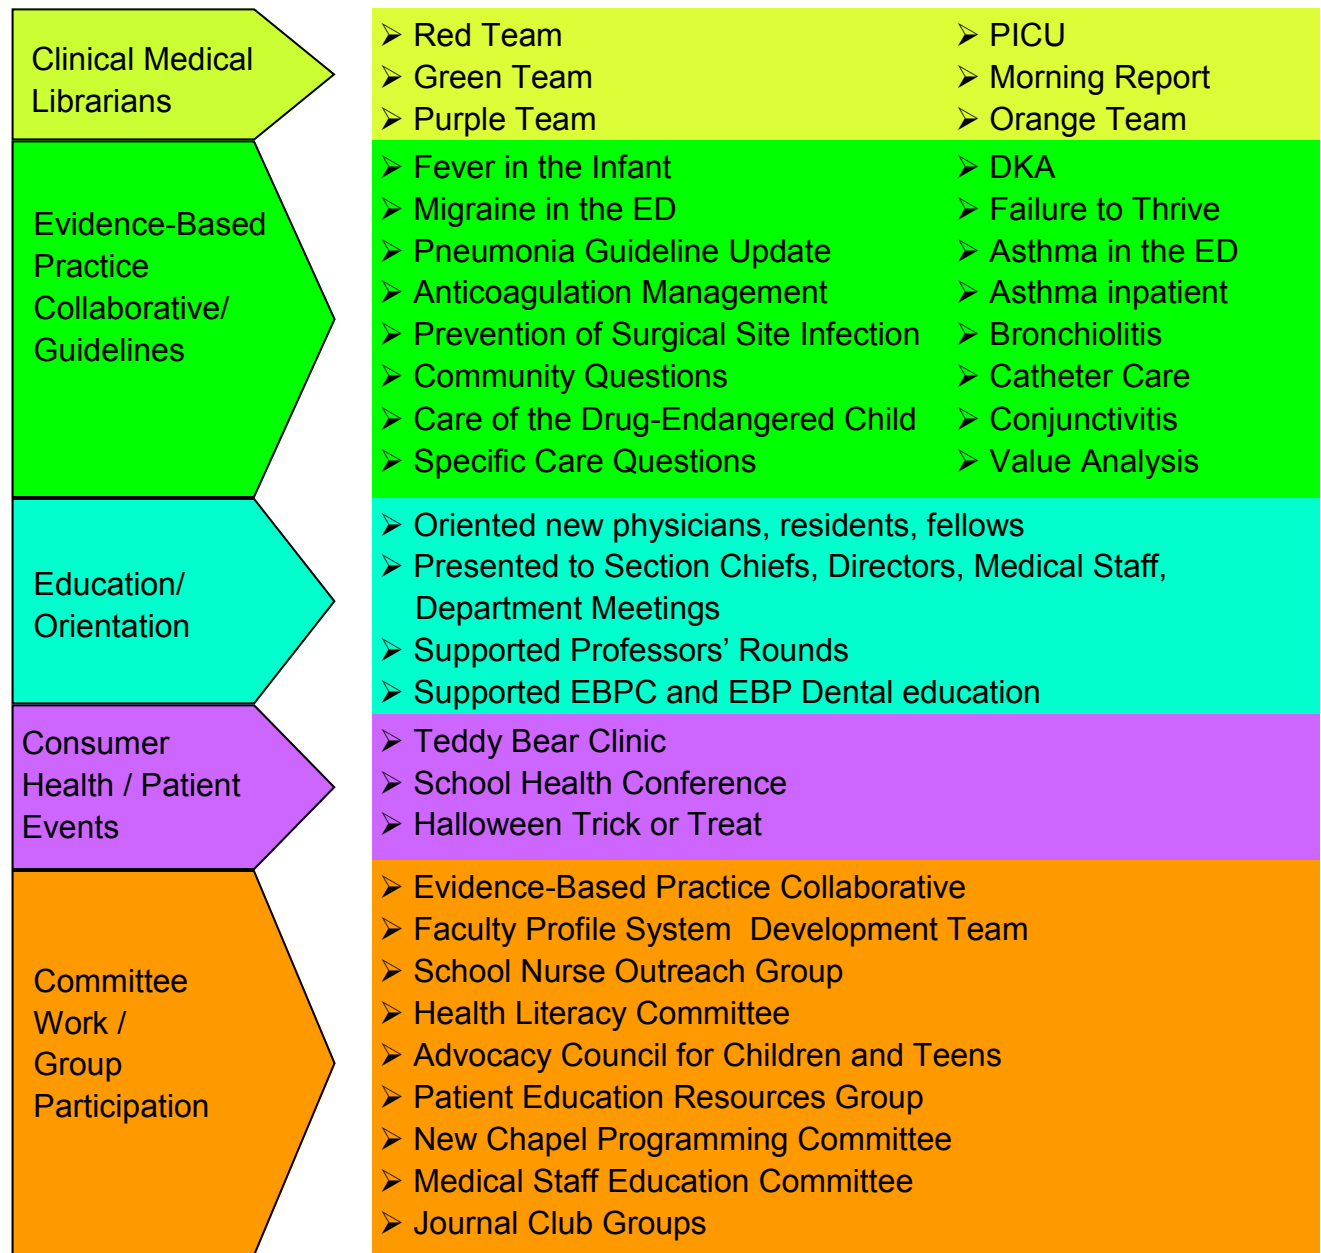 Clinical Medical
Librarians
➢ Red Team
➢ Green Team
➢ Purple Team
➢ PICU
➢ Morning Report
➢ Orange Team
Evidence-Based
Practice
Collaborative/
Guidelines
➢ Fever in the Infant
➢ Migraine in the ED
➢ Pneumonia Guideline Update
➢ Anticoagulation Management
➢ Prevention of Surgical Site Infection
➢ Community Questions
➢ Care of the Drug-Endangered Child
➢ Specific Care Questions
➢ DKA
➢ Failure to Thrive
➢ Asthma in the ED
➢ Asthma inpatient
➢ Bronchiolitis
➢ Catheter Care
➢ Conjunctivitis
➢ Value Analysis
Education/
Orientation
➢ Oriented new physicians, residents, fellows
➢ Presented to Section Chiefs, Directors, Medical Staff,
Department Meetings
➢ Supported Professors’ Rounds
➢ Supported EBPC and EBP Dental education
Consumer
Health / Patient
Events
➢ Teddy Bear Clinic
➢ School Health Conference
➢ Halloween Trick or Treat
Committee
Work /
Group
Participation
➢ Evidence-Based Practice Collaborative
➢ Faculty Profile System  Development Team
➢ School Nurse Outreach Group
➢ Health Literacy Committee
➢ Advocacy Council for Children and Teens
➢ Patient Education Resources Group
➢ New Chapel Programming Committee
➢ Medical Staff Education Committee
➢ Journal Club Groups